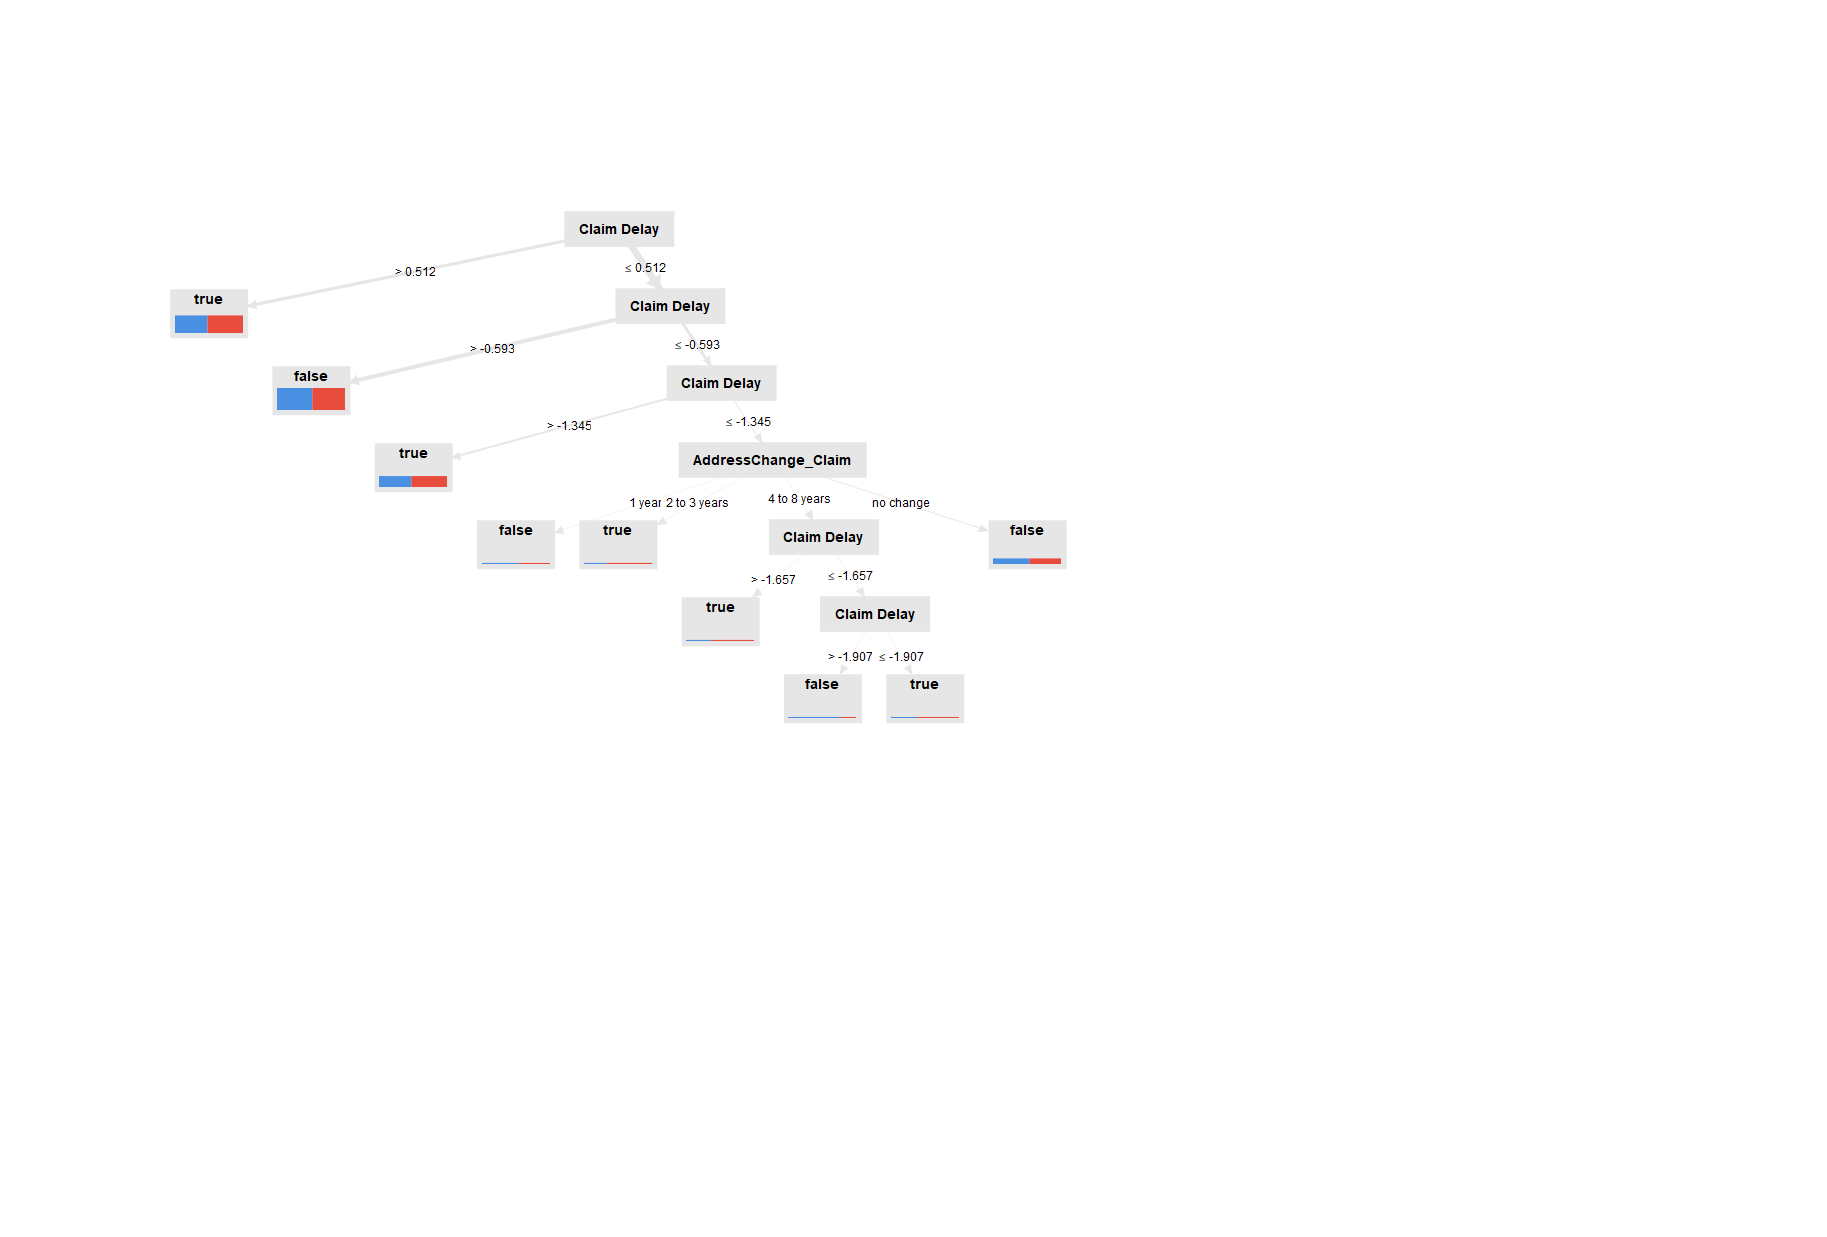 Claim Delay
> 0.512
≤ 0.512
true
Claim Delay
> -0.593
≤ -0.593
false
Claim Delay
> -1.345
≤ -1.345
true
AddressChange_Claim
1 year
2 to 3 years
4 to 8 years
no change
false
true
Claim Delay
false
> -1.657
≤ -1.657
true
Claim Delay
> -1.907
≤ -1.907
false
true